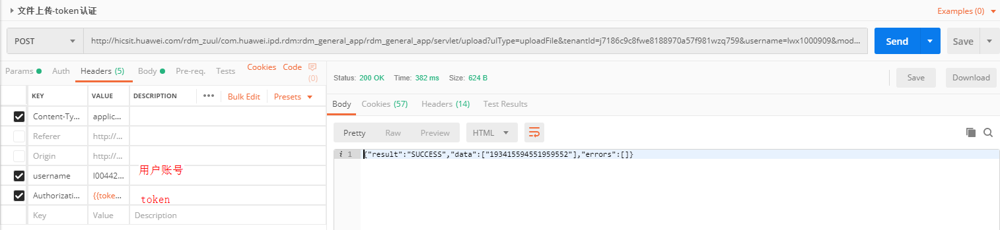 文件上传-token认证
Examples (0)
POST
http://hicsit.huawei.com/rdm_zuul/com.huawei.ipd.rdm:rdm_general_app/rdm_general_app/servlet/upload?ulType=uploadFile&tenantId=j7186c9c8fwe8188970a57f981wzq759&username=lwx1000909&mod...
Send
Save
Params
Auth
Headers (5)
Body
Pre-req.
Tests
Cookies
Code
(0)
KEY
VALUE
DESCRIPTION
•••
Bulk Edit
Presets
Content-Ty...
applic...
Referer
http://...
Origin
http://...
username
l00442...
用户账号
Authorizati...
{{toke...
token
Key
Value
Description
Status: 200 OK
Time: 382 ms
Size: 624 B
Save
Download
Body
Cookies (57)
Headers (14)
Test Results
Pretty
Raw
Preview
HTML
i 1
{"result":"SUCCESS","data":["193415594551959552"],"errors":[]}